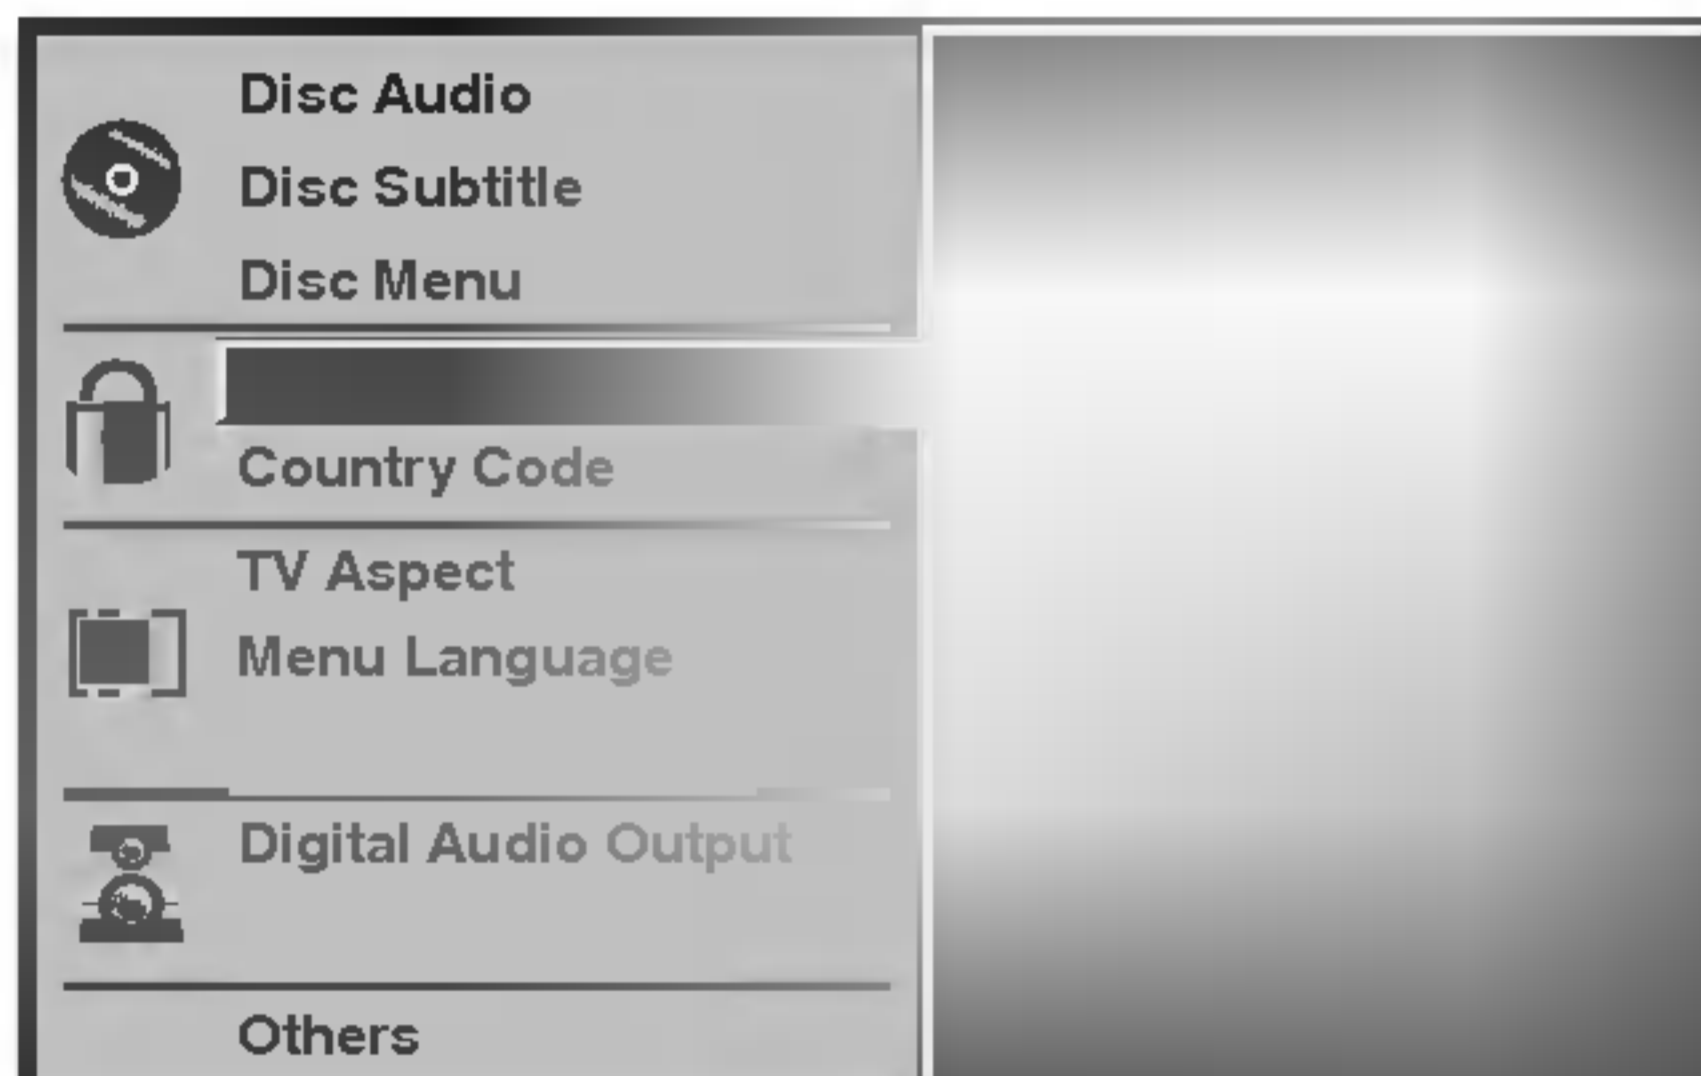 Disc Audio
Disc Subtitle
Disc Menu
Country Code
TV Aspect
Menu Language
Digital Audio Output
Others